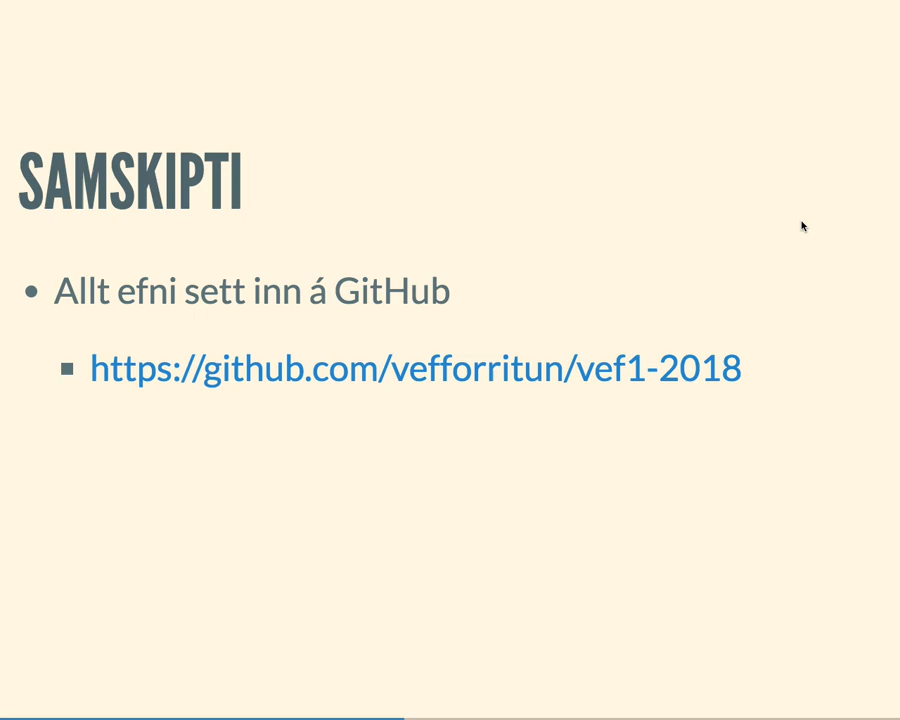 SAMSKIPTI
Allt efni sett inn á GitHub
https://github.com/vefforritun/vef1-2018